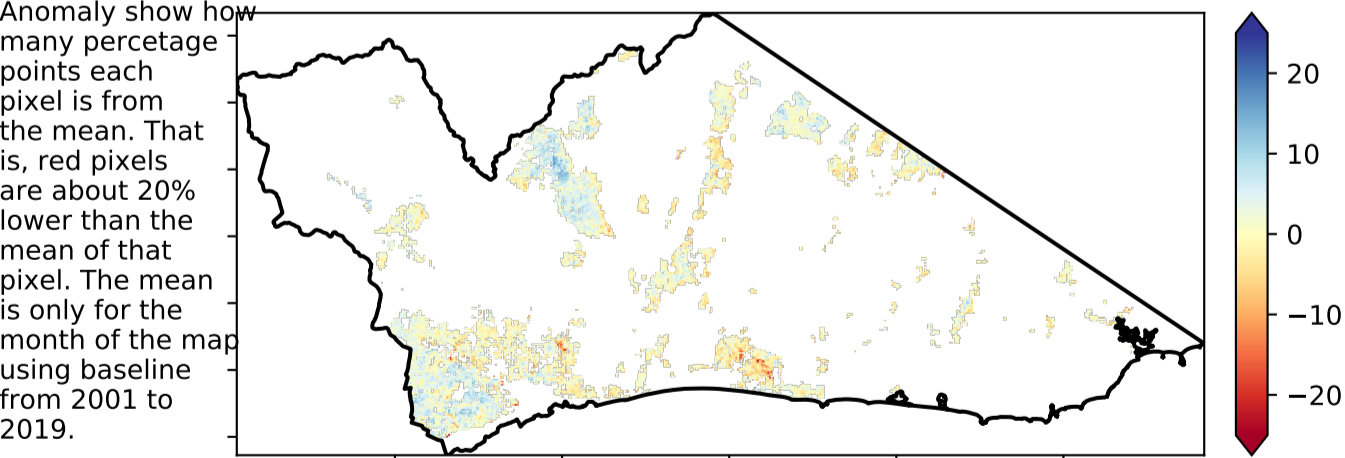 Anomaly show how
many percetage
points each
pixel is from
the mean. That
is, red pixels
are about 20%
lower than the
mean of that
pixel. The mean
is only for the
month of the map
using baseline
from 2001 to
2019.
20
10
0
−10
−20